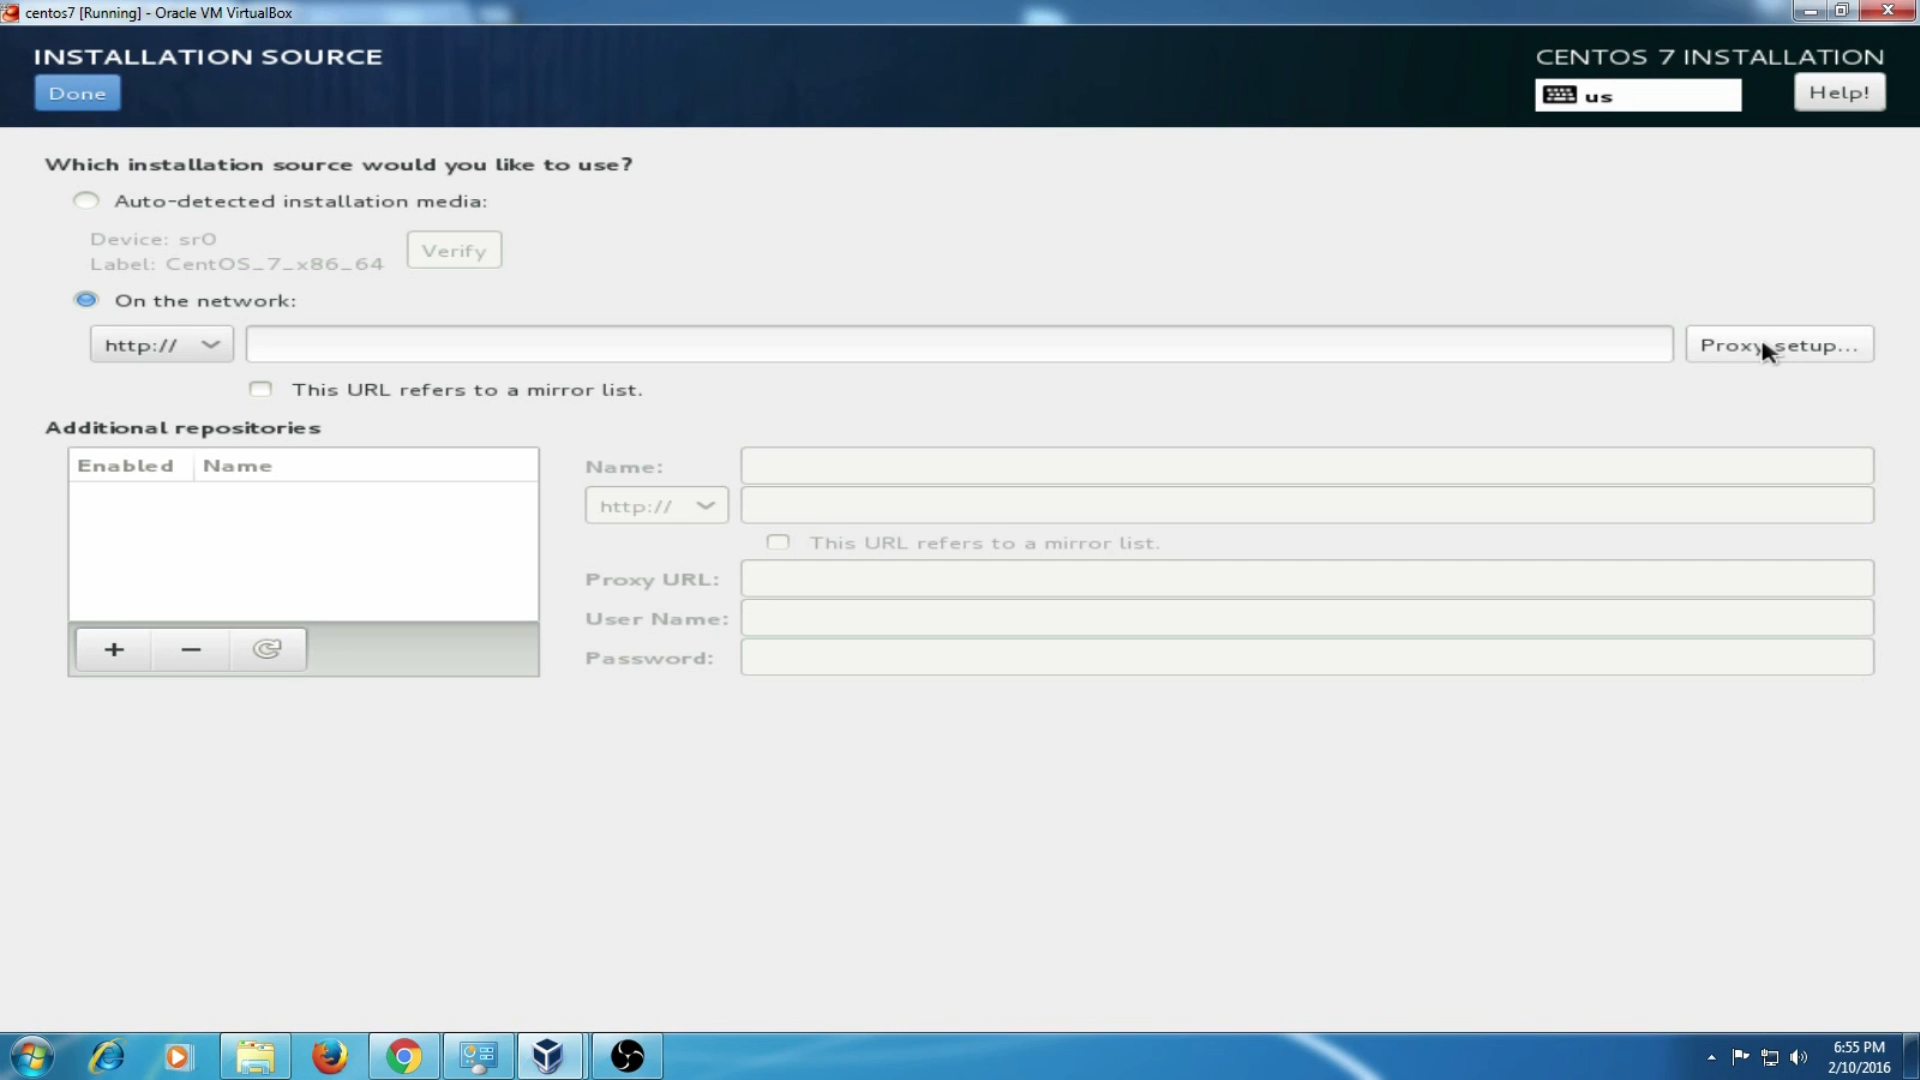 centos7 [Running] - Oracle VM VirtualBox
INSTALLATION SOURCE
CENTOS 7 INSTALLATION
Done
us
Help!
Which installation source would you like to use?
Auto-detected installation media:
Device: sr0
Label: CentOS_7_x86_64
Verify
On the network:
http://
Proxy setup...
This URL refers to a mirror list.
Additional repositories
Enabled Name
Name:
http://
This URL refers to a mirror list.
Proxy URL:
User Name:
Password:
6:55 PM
2/10/2016